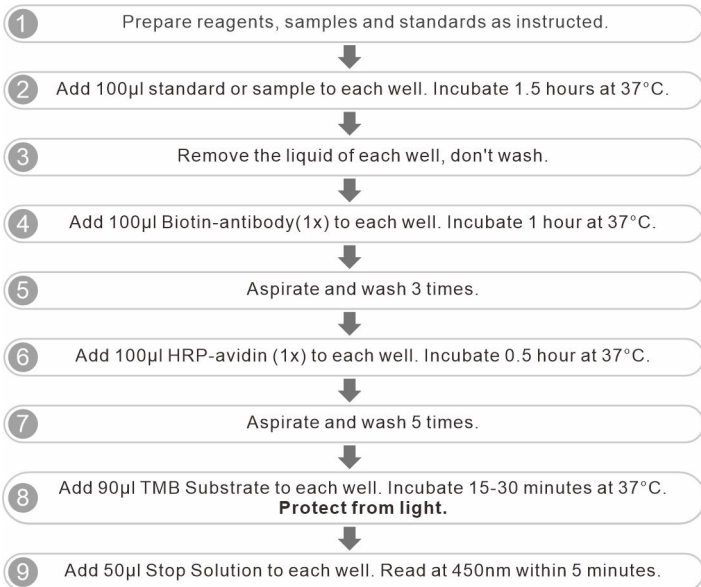 1 Prepare reagents, samples and standards as instructed.
2 Add 100µl standard or sample to each well. Incubate 1.5 hours at 37°C.
3 Remove the liquid of each well, don't wash.
4 Add 100µl Biotin-antibody(1x) to each well. Incubate 1 hour at 37°C.
5 Aspirate and wash 3 times.
6 Add 100µl HRP-avidin (1x) to each well. Incubate 0.5 hour at 37°C.
7 Aspirate and wash 5 times.
8 Add 90µl TMB Substrate to each well. Incubate 15-30 minutes at 37°C.
Protect from light.
9 Add 50µl Stop Solution to each well. Read at 450nm within 5 minutes.